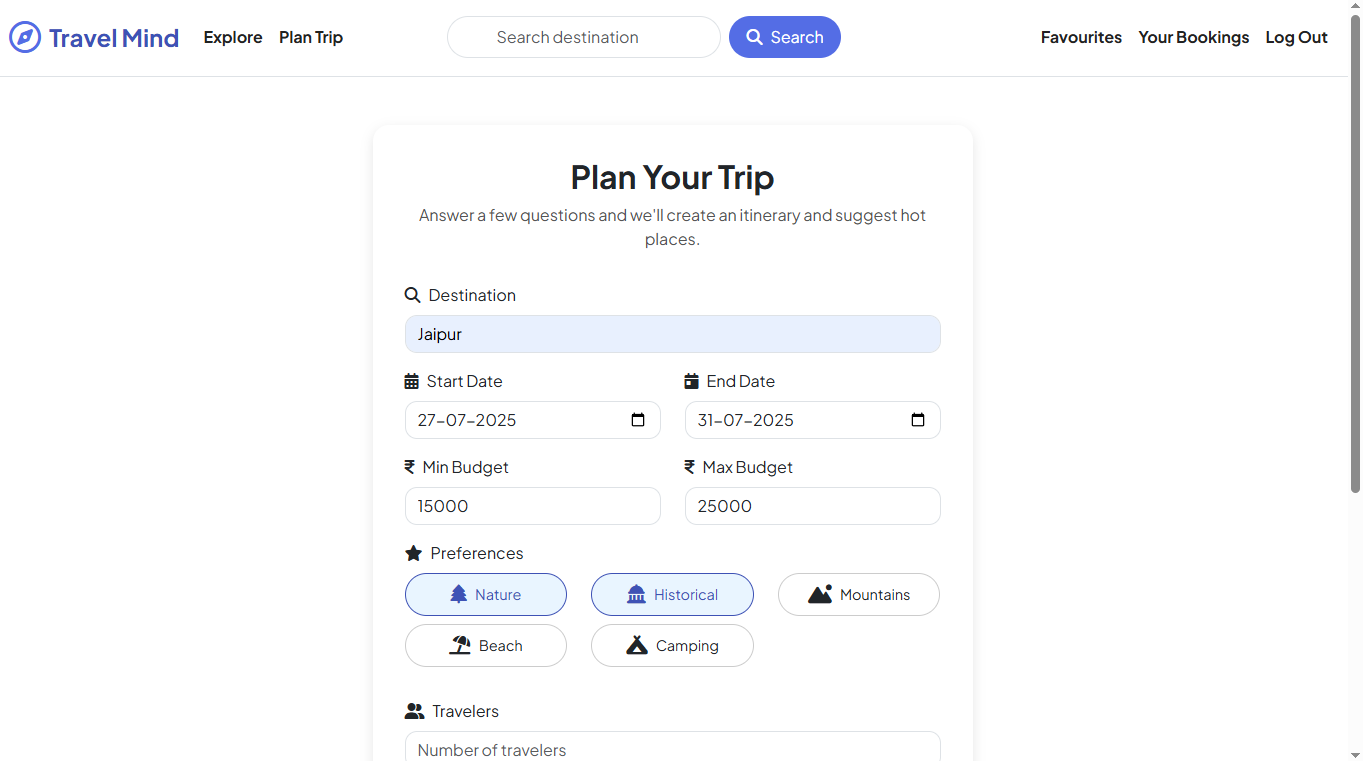 Travel Mind Explore Plan Trip Search destination Search Favourites Your Bookings Log Out
Plan Your Trip
Answer a few questions and we'll create an itinerary and suggest hot
places.
Destination
Jaipur
Start Date End Date
27-07-2025 31-07-2025
₹ Min Budget ₹ Max Budget
15000 25000
Preferences
Nature Historical Mountains
Beach Camping
Travelers
Number of travelers